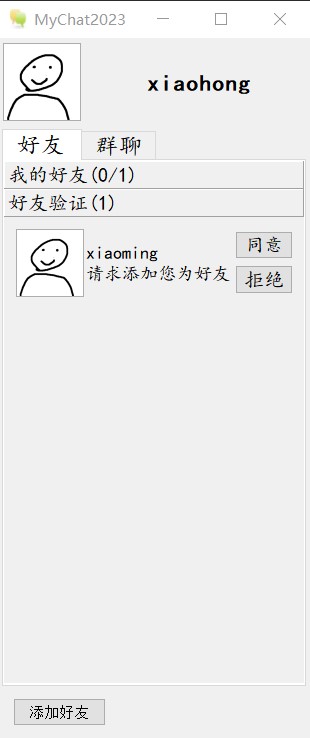 MyChat2023
xiaohong
好友 群聊
我的好友(0/1)
好友验证(1)
xiaoming
请求添加您为好友
同意
拒绝
添加好友